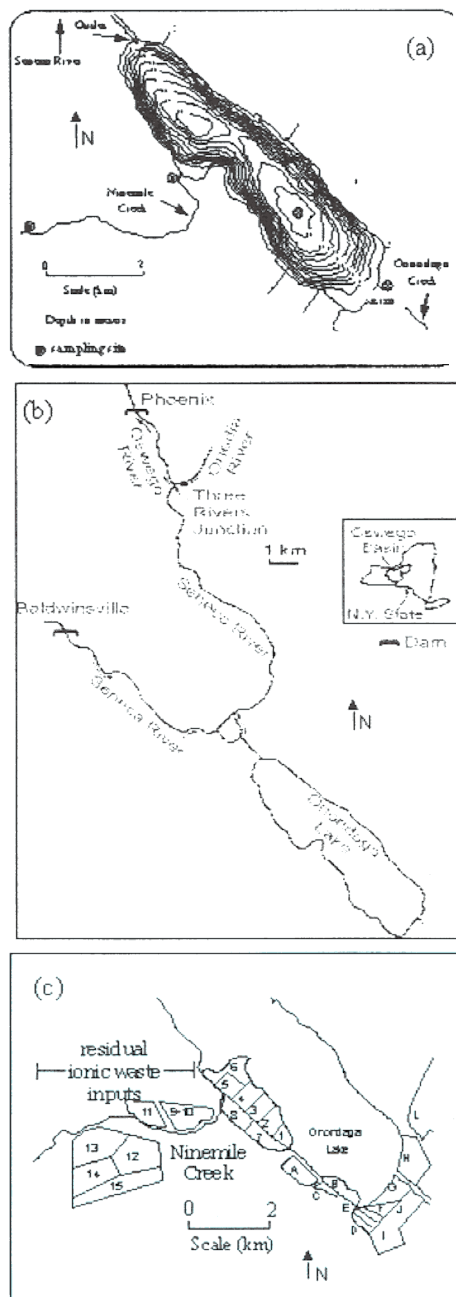 (a)
Outlet
Seneca River
N
Ninemile
Creek
Onondaga
Creek
0 2
Scale (km)
Depth in meters
sampling site
(b)
Phoenix
Oswego
River
Oneida
River
Three
Rivers
Junction
1 km
Oswego
Basin
N.Y. State
Dam
Baldwinsville
Seneca
River
Seneca River
N
Onondaga
Lake
(c)
residual
ionic waste
inputs
6
5
4
3
2
1
8
7
11
9-10
13
12
14
15
Ninemile
Creek
Onondaga
Lake
A
B
C
E
D
F
G
H
I
J
L
0 2
Scale (km)
N